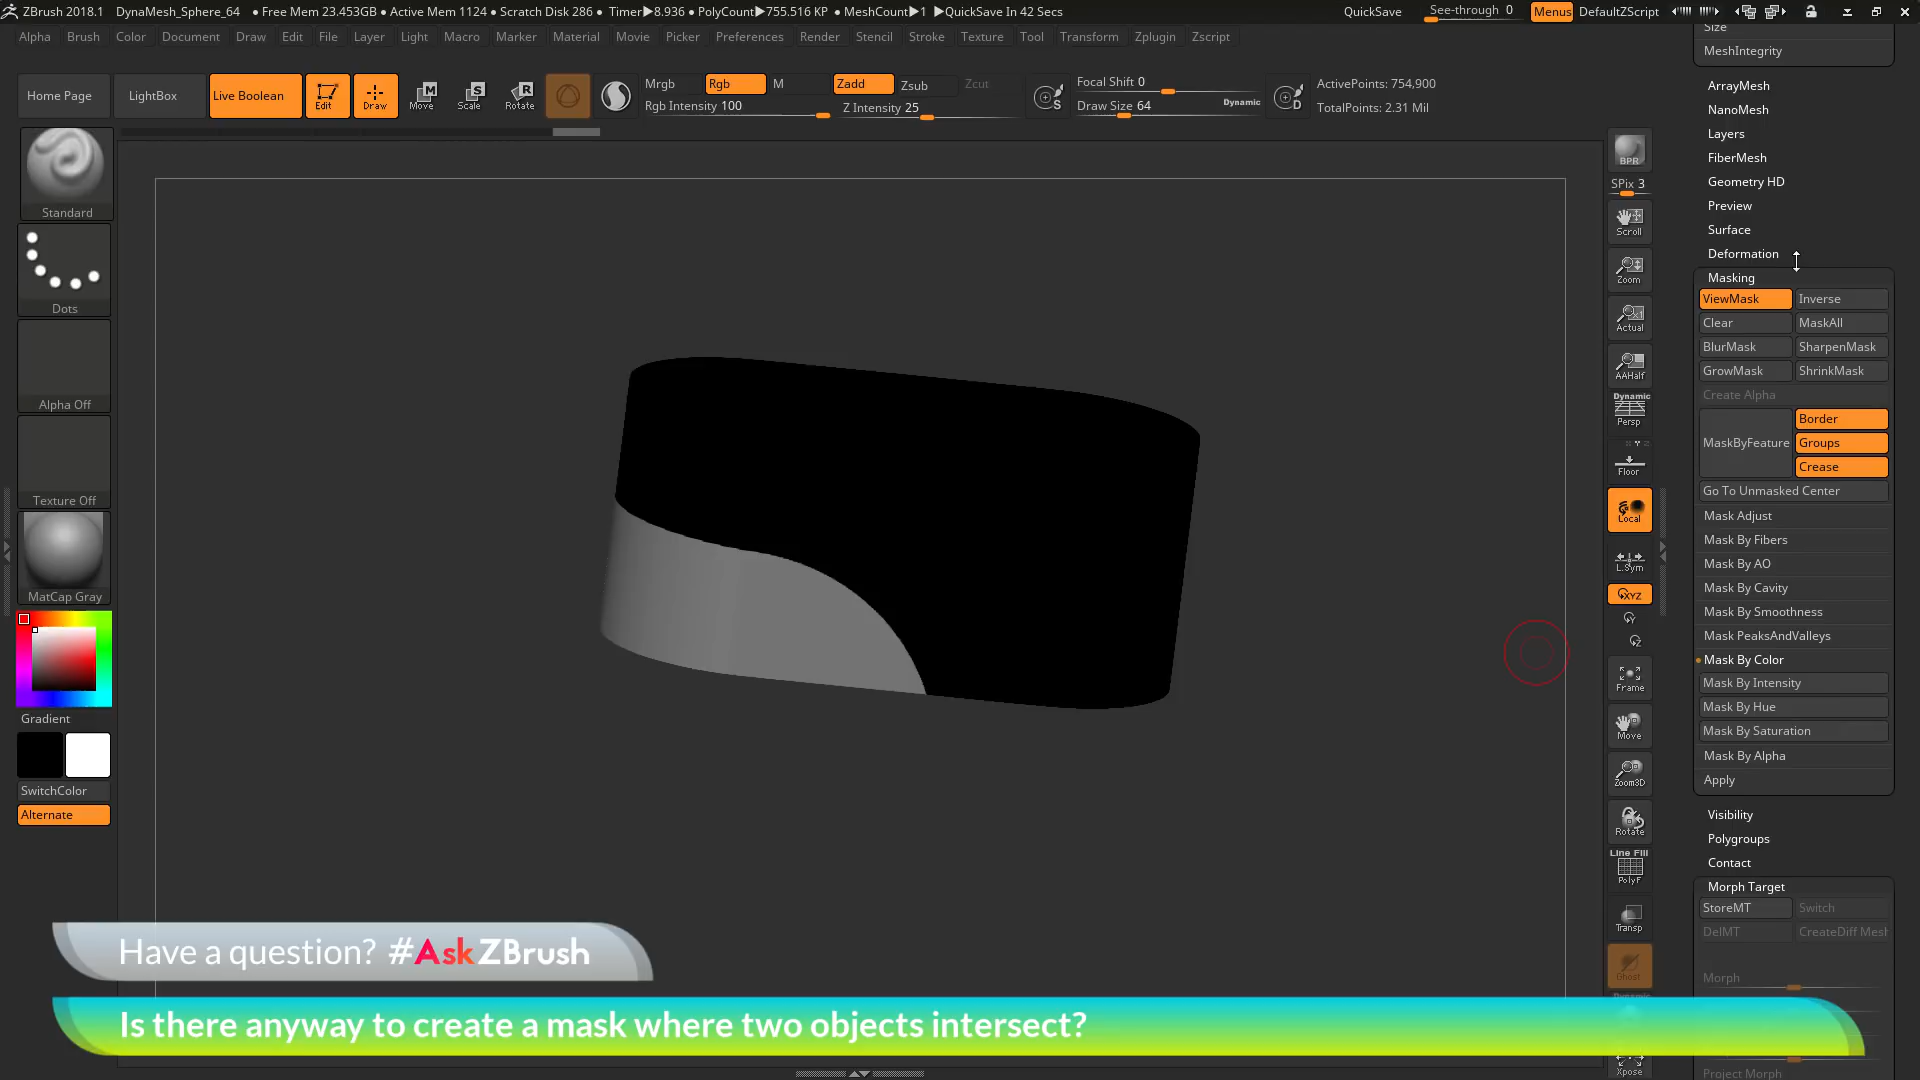 ZBrush 2018.1 DynaMesh_Sphere_64 • Free Mem 23.453GB • Active Mem 1124 • Scratch Disk 286 • Timer▶8.936 • PolyCount▶755.516 KP • MeshCount▶1 ▶QuickSave In 42 Secs QuickSave See-through 0 Menus DefaultZScript
Alpha Brush Color Document Draw Edit File Layer Light Macro Marker Material Movie Picker Preferences Render Stencil Stroke Texture Tool Transform Zplugin Zscript
Home Page LightBox Live Boolean Edit Draw Move Scale Rotate
Mrgb Rgb M Zadd Zsub Zcut
Rgb Intensity 100 Z Intensity 25
Focal Shift 0
Draw Size 64 Dynamic
ActivePoints: 754,900
TotalPoints: 2.31 Mil
Standard
Dots
Alpha Off
Texture Off
MatCap Gray
Gradient
SwitchColor
Alternate
BPR
SPix 3
Scroll
Zoom
Actual
AAHalf
Dynamic
Persp
Floor
Local
L.Sym
XYZ
Y
Z
Frame
Move
Zoom3D
Rotate
Line Fill
PolyF
Transp
Ghost
Xpose
Size
MeshIntegrity
ArrayMesh
NanoMesh
Layers
FiberMesh
Geometry HD
Preview
Surface
Deformation
Masking
ViewMask Inverse
Clear MaskAll
BlurMask SharpenMask
GrowMask ShrinkMask
Create Alpha
MaskByFeature Border
Groups
Crease
Go To Unmasked Center
Mask Adjust
Mask By Fibers
Mask By AO
Mask By Cavity
Mask By Smoothness
Mask PeaksAndValleys
Mask By Color
Mask By Intensity
Mask By Hue
Mask By Saturation
Mask By Alpha
Apply
Visibility
Polygroups
Contact
Morph Target
StoreMT Switch
DelMT CreateDiff Mesh
Morph
Project Morph
Have a question? #AskZBrush
Is there anyway to create a mask where two objects intersect?